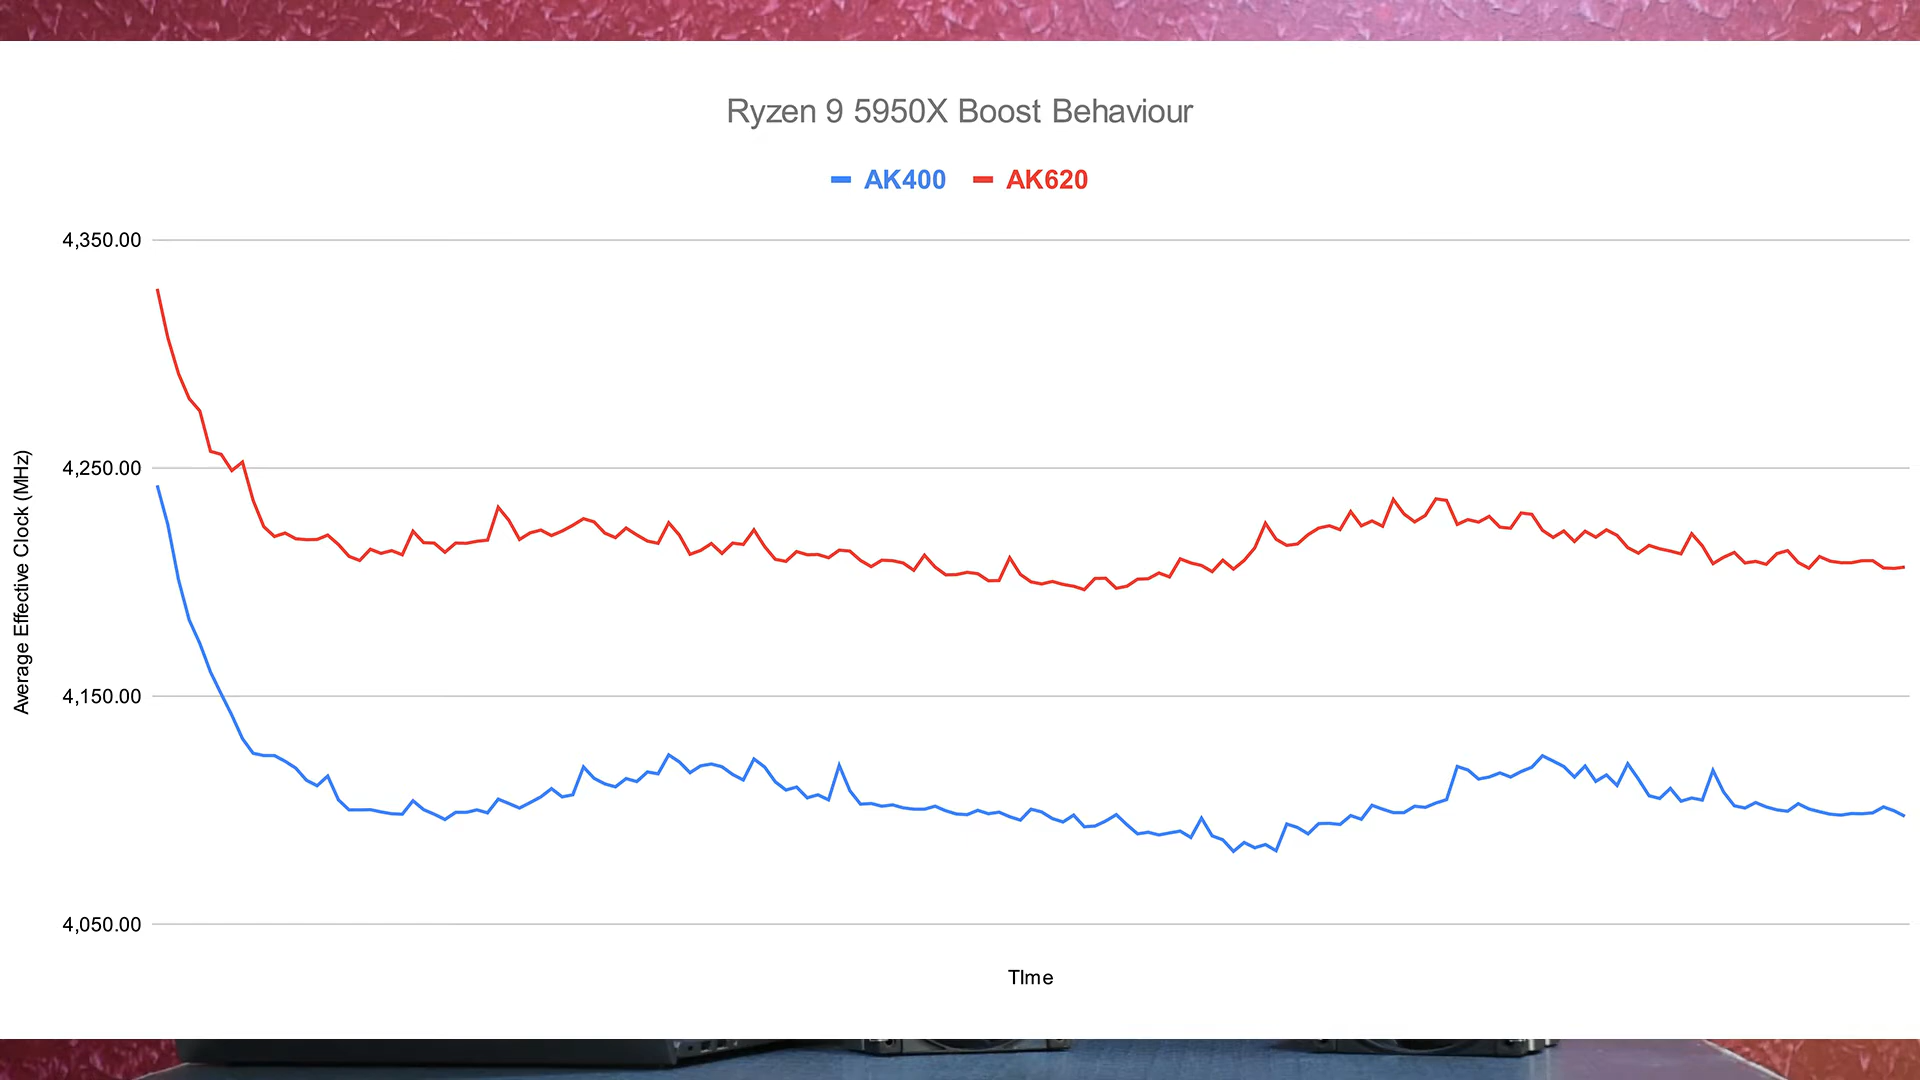 Ryzen 9 5950X Boost Behaviour
AK400 AK620
4,350.00
4,250.00
4,150.00
4,050.00
Average Effective Clock (MHz)
TIme